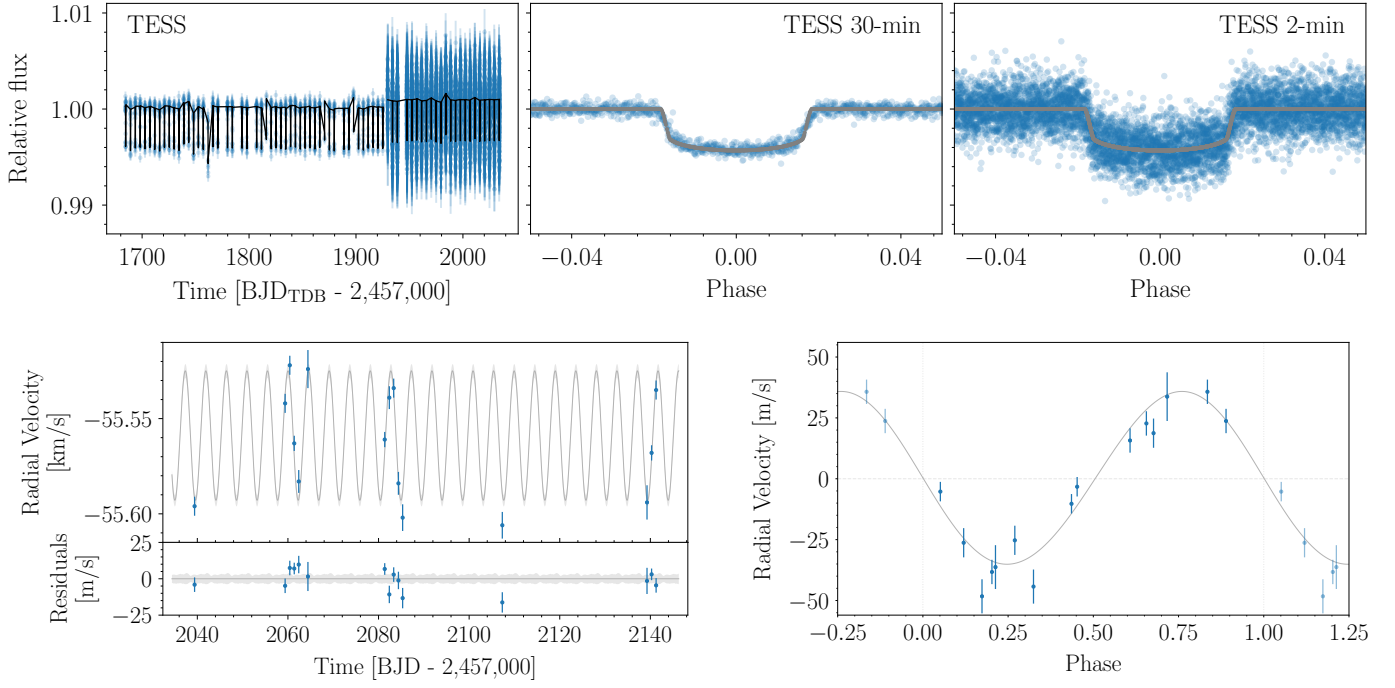 TESS
TESS 30-min
TESS 2-min
Relative flux
1.01
1.00
0.99
1700 1800 1900 2000
−0.04 0.00 0.04
−0.04 0.00 0.04
Time [BJD_TDB - 2,457,000]
Phase
Phase
Radial Velocity
[km/s]
−55.55
−55.60
Residuals
[m/s]
25
0
−25
2040 2060 2080 2100 2120 2140
Time [BJD - 2,457,000]
Radial Velocity [m/s]
50
25
0
−25
−50
−0.25 0.00 0.25 0.50 0.75 1.00 1.25
Phase